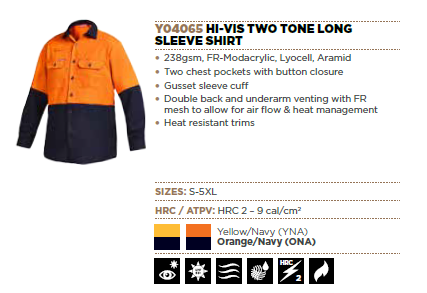 Y04065 HI-VIS TWO TONE LONG
SLEEVE SHIRT
• 238gsm, FR-Modacrylic, Lyocell, Aramid
• Two chest pockets with button closure
• Gusset sleeve cuff
• Double back and underarm venting with FR
mesh to allow for air flow & heat management
• Heat resistant trims
SIZES: S-5XL
HRC / ATPV: HRC 2 – 9 cal/cm²
Yellow/Navy (YNA)
Orange/Navy (ONA)
HRC
2